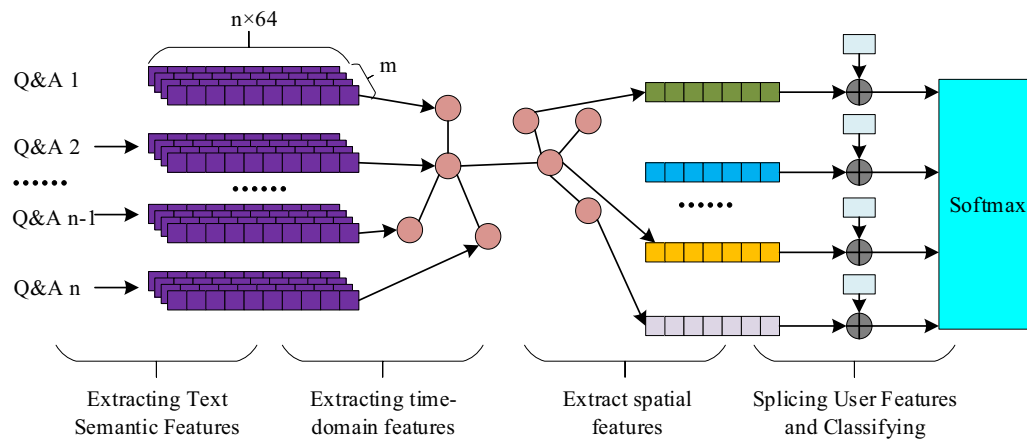 n×64
m
Q&A 1
Q&A 2
Q&A n-1
Q&A n
Softmax
Extracting Text
Semantic Features
Extracting time-
domain features
Extract spatial
features
Splicing User Features
and Classifying